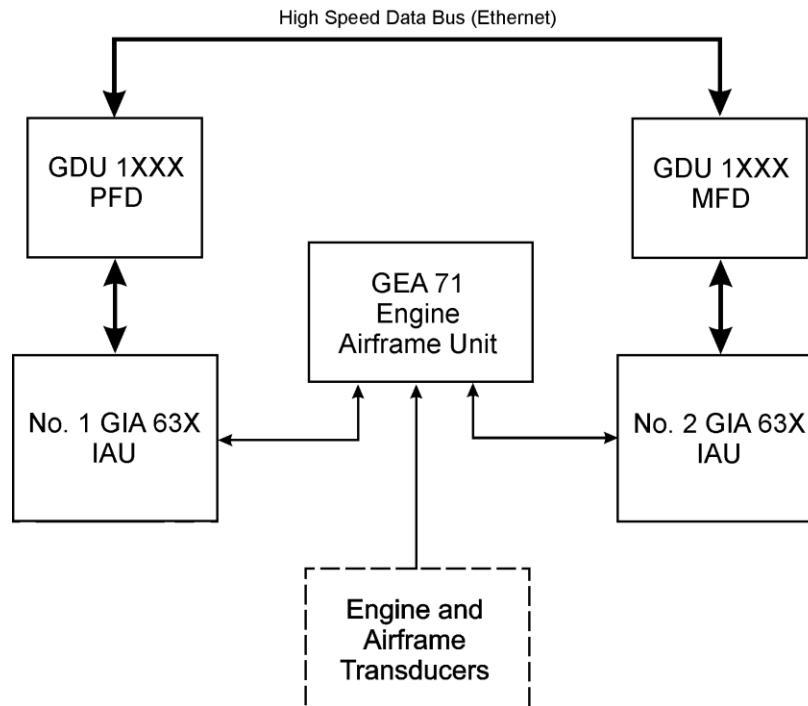 High Speed Data Bus (Ethernet)
GDU 1XXX
PFD
GDU 1XXX
MFD
GEA 71
Engine
Airframe Unit
No. 1 GIA 63X
IAU
No. 2 GIA 63X
IAU
Engine and
Airframe
Transducers